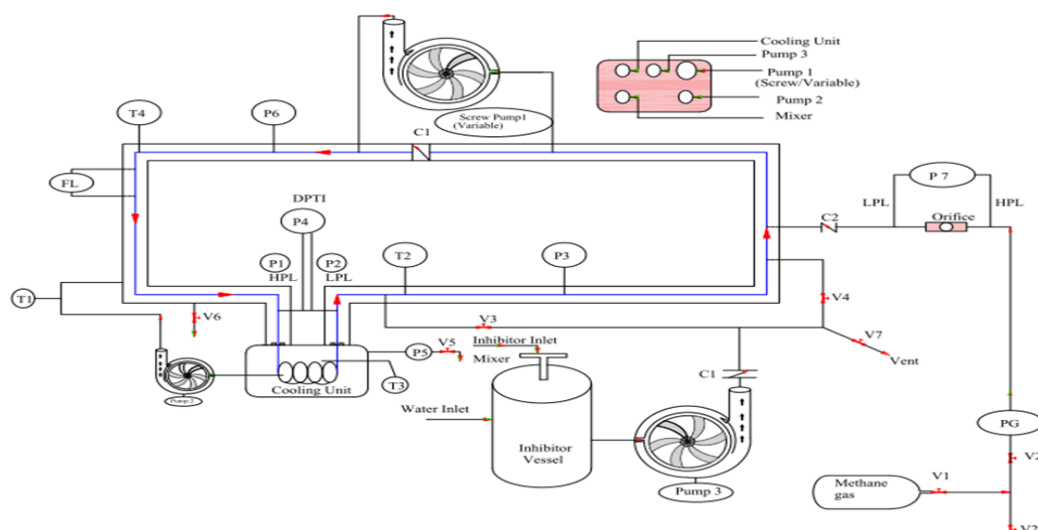 Cooling Unit
Pump 3
Pump 1
(Screw/Variable)
Pump 2
Mixer
Screw Pump1
(Variable)
T4
P6
C1
FL
DPTI
P4
P1
HPL
P2
LPL
T2
P3
P 7
LPL
HPL
Orifice
C2
T1
V6
V3
V4
V7
Vent
Pump 2
Cooling Unit
T3
P5
V5
Inhibitor Inlet
Mixer
Water Inlet
Inhibitor
Vessel
C1
Pump 3
PG
V2
Methane
gas
V1
V2